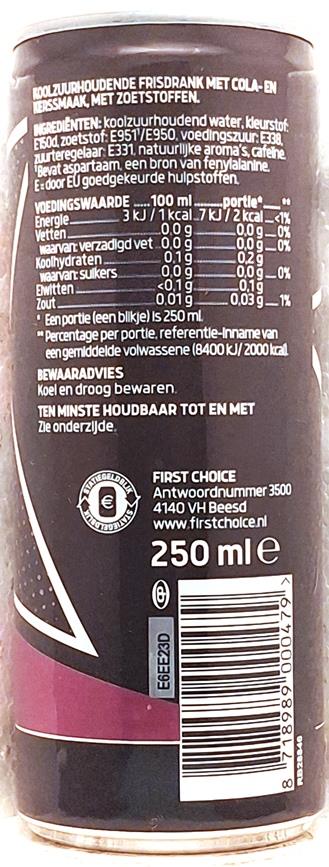 KOOLZUURHOUDENDE FRISDRANK MET COLA- EN
KERSSMAAK, MET ZOETSTOFFEN.
INGREDIËNTEN: koolzuurhoudend water, kleurstof:
E150d, zoetstof: E951¹/E950, voedingszuur: E338,
zuurteregelaar: E331, natuurlijke aroma's, cafeïne.
¹Bevat aspartaam, een bron van fenylalanine.
E = door EU goedgekeurde hulpstoffen.
VOEDINGSWAARDE ..... 100 ml ........ portie* ... **
Energie 3 kJ / 1 kcal 7 kJ / 2 kcal <1%
Vetten 0,0 g 0,0 g 0%
waarvan: verzadigd vet 0,0 g 0,0 g 0%
Koolhydraten 0,1 g 0,2 g
waarvan: suikers 0,0 g 0,0 g 0%
Eiwitten <0,1 g 0,1 g
Zout 0,01 g 0,03 g 1%
* Een portie (een blikje) is 250 ml.
** Percentage per portie, referentie-inname van
een gemiddelde volwassene (8400 kJ/ 2000 kcal).
BEWAARADVIES
Koel en droog bewaren.
TEN MINSTE HOUDBAAR TOT EN MET
Zie onderzijde.
STATIEGELDBLIK
€
STATIEGELDBLIK
FIRST CHOICE
Antwoordnummer 3500
4140 VH Beesd
www.firstchoice.nl
250 ml e
E6EE23D
8 718989 000479 >
RB28846